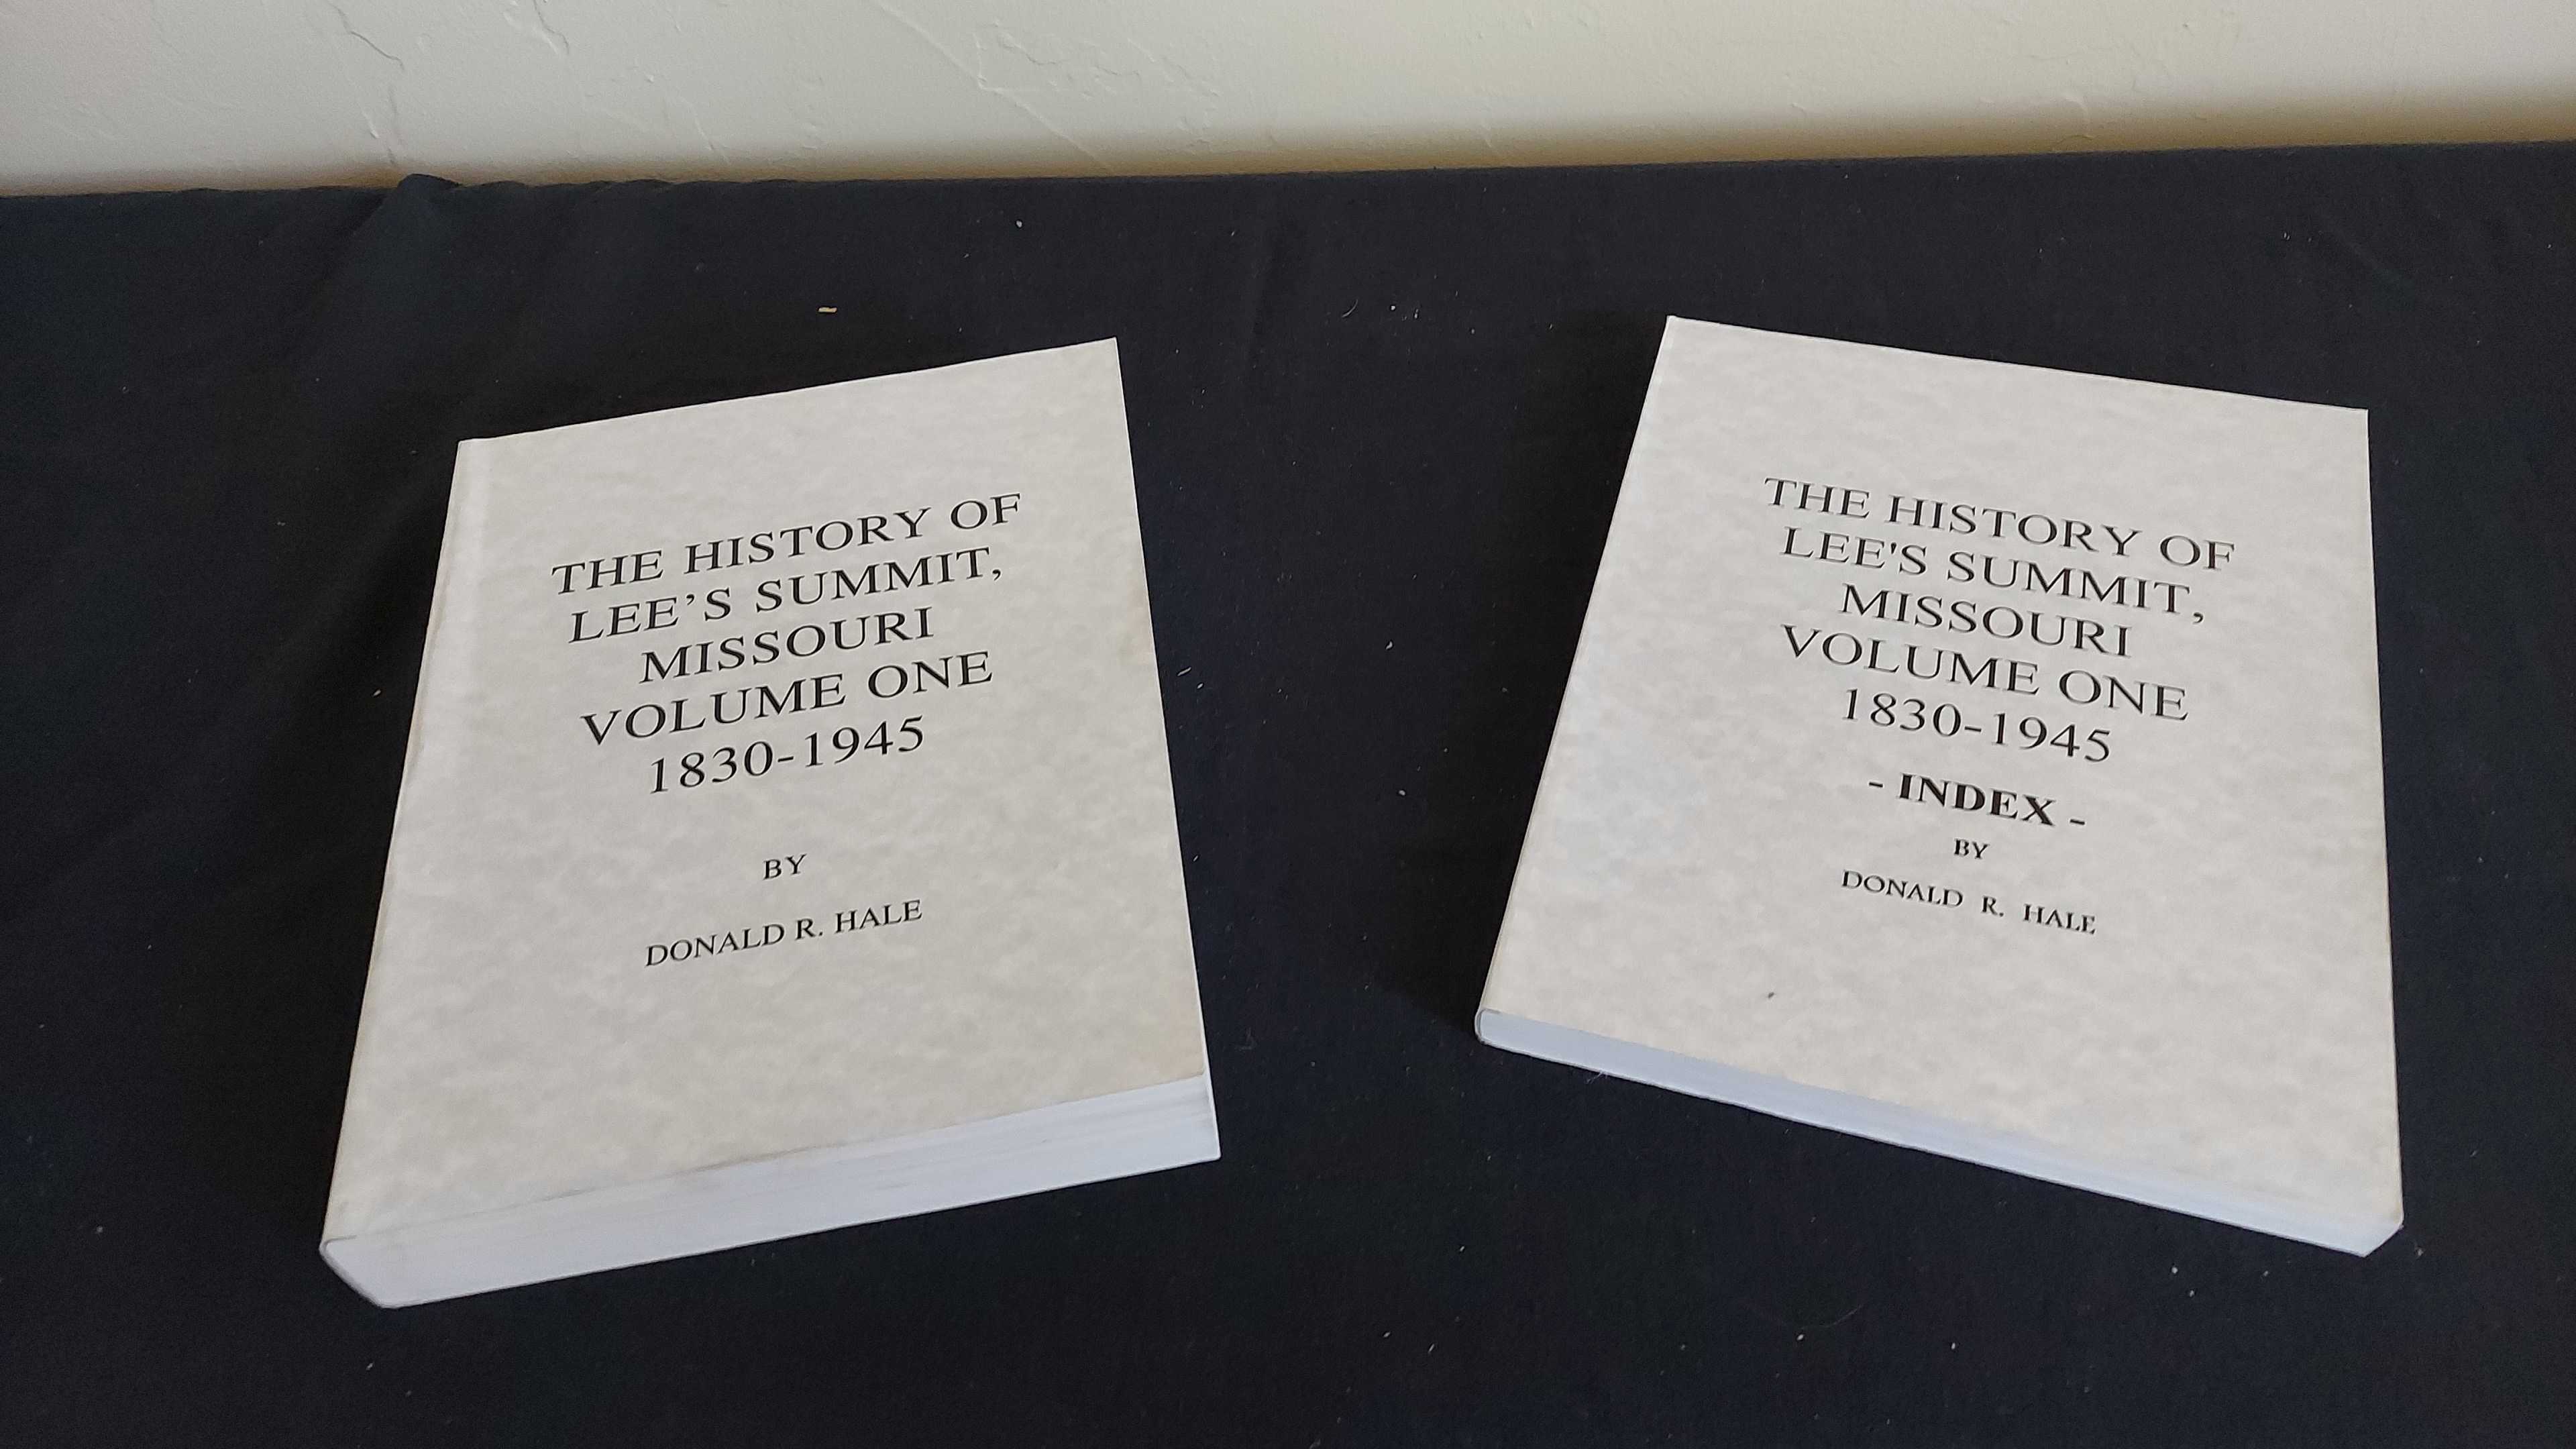 THE HISTORY OF
LEE’S SUMMIT,
MISSOURI
VOLUME ONE
1830-1945
BY
DONALD R. HALE
THE HISTORY OF
LEE'S SUMMIT,
MISSOURI
VOLUME ONE
1830-1945
- INDEX -
BY
DONALD R. HALE